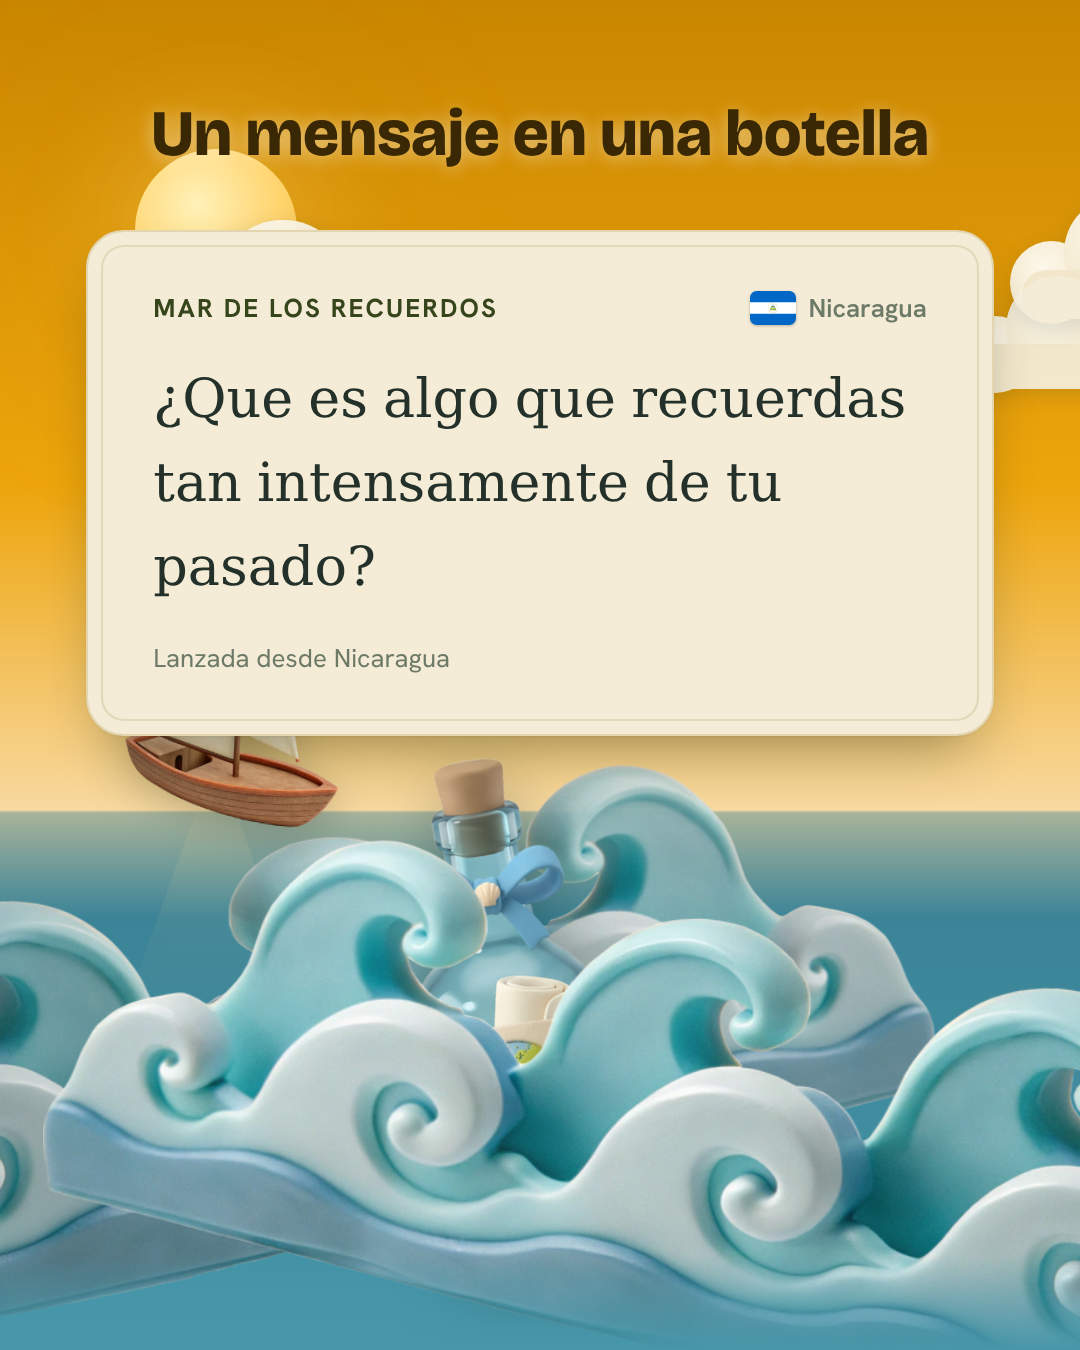 Un mensaje en una botella
MAR DE LOS RECUERDOS
Nicaragua
¿Que es algo que recuerdas
tan intensamente de tu
pasado?
Lanzada desde Nicaragua